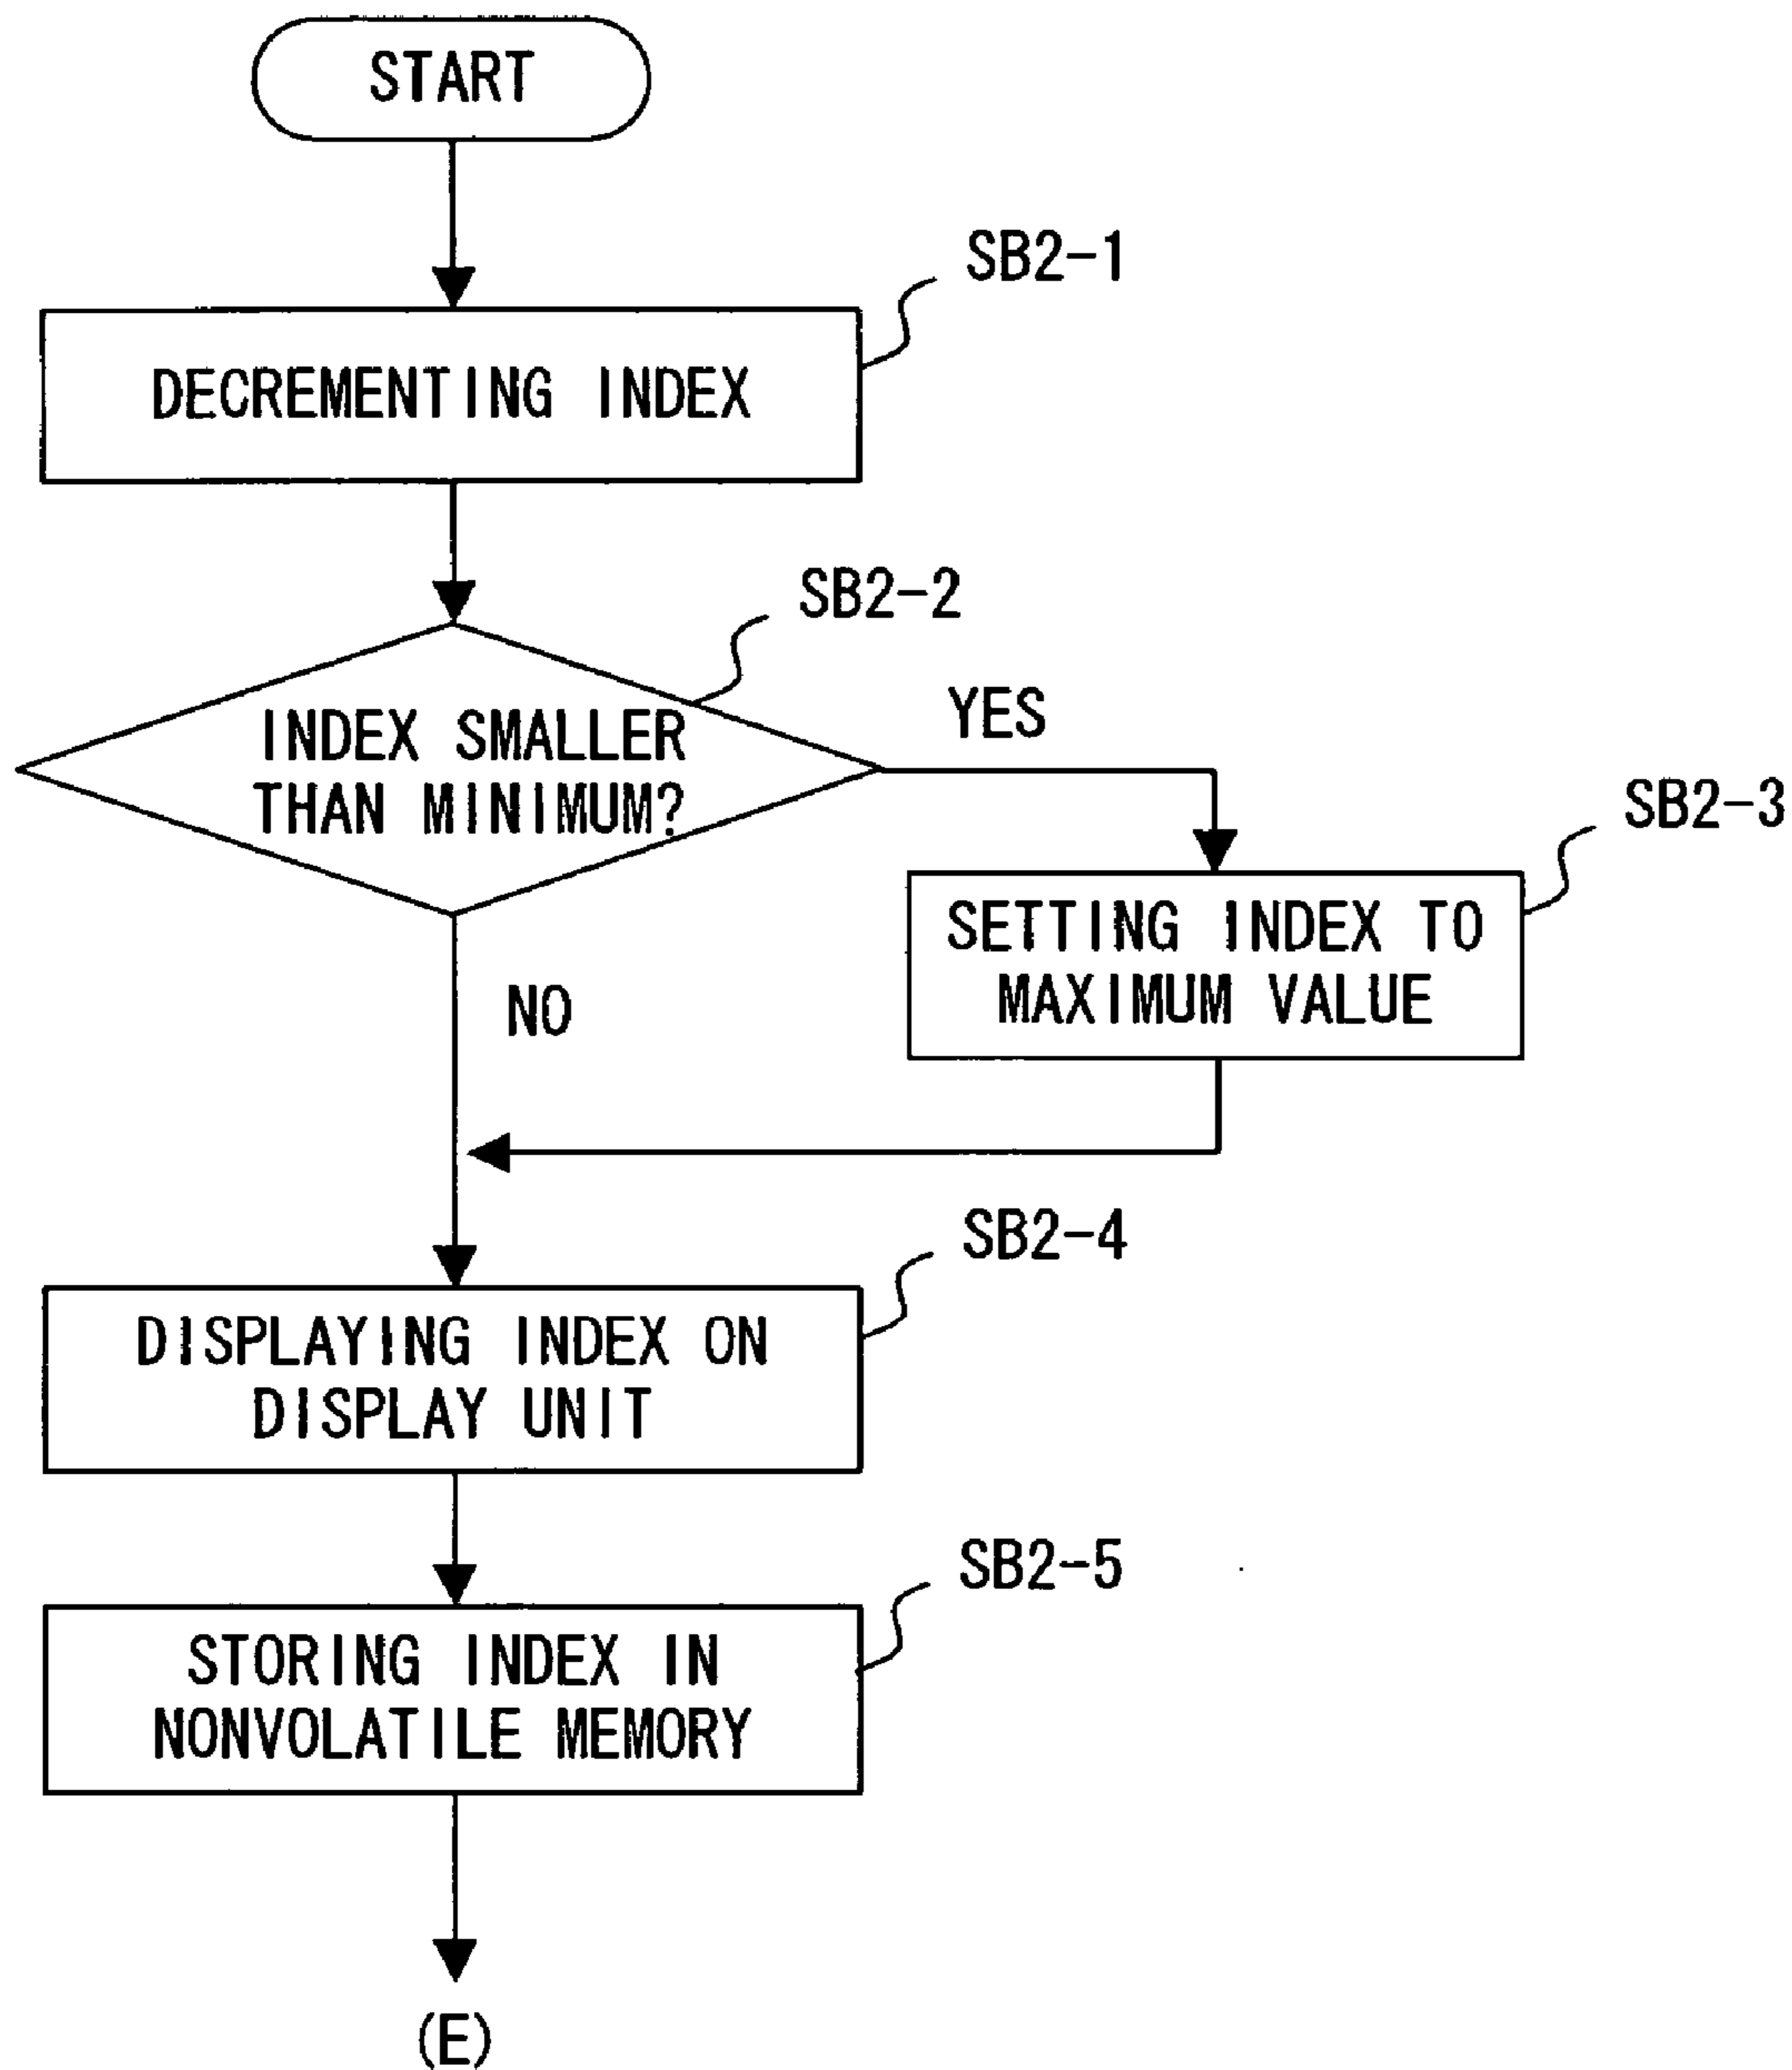 START
SB2-1
DECREMENTING INDEX
SB2-2
INDEX SMALLER
THAN MINIMUM?
YES
SB2-3
SETTING INDEX TO
MAXIMUM VALUE
NO
SB2-4
DISPLAYING INDEX ON
DISPLAY UNIT
SB2-5
STORING INDEX IN
NONVOLATILE MEMORY
(E)